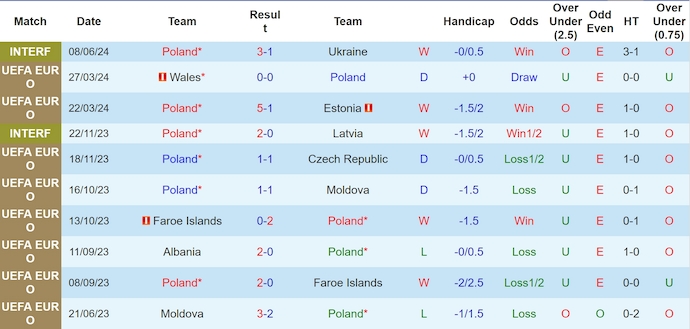 Match Date Team Result Team Handicap Odds Over Under (2.5) Odd Even HT Over Under (0.75)
INTERF 08/06/24 Poland* 3-1 Ukraine W -0/0.5 Win O E 3-1 O
UEFA EURO 27/03/24 Wales* 0-0 Poland D +0 Draw U E 0-0 U
UEFA EURO 22/03/24 Poland* 5-1 Estonia W -1.5/2 Win O E 1-0 O
INTERF 22/11/23 Poland* 2-0 Latvia W -1.5/2 Win1/2 U E 1-0 O
UEFA EURO 18/11/23 Poland* 1-1 Czech Republic D -0/0.5 Loss1/2 U E 1-0 O
UEFA EURO 16/10/23 Poland* 1-1 Moldova D -1.5 Loss U E 0-1 O
UEFA EURO 13/10/23 Faroe Islands 0-2 Poland* W -1.5 Win U E 0-1 O
UEFA EURO 11/09/23 Albania 2-0 Poland* L -0/0.5 Loss U E 1-0 O
UEFA EURO 08/09/23 Poland* 2-0 Faroe Islands W -2/2.5 Loss1/2 U E 0-0 U
UEFA EURO 21/06/23 Moldova 3-2 Poland* L -1/1.5 Loss O O 0-2 O